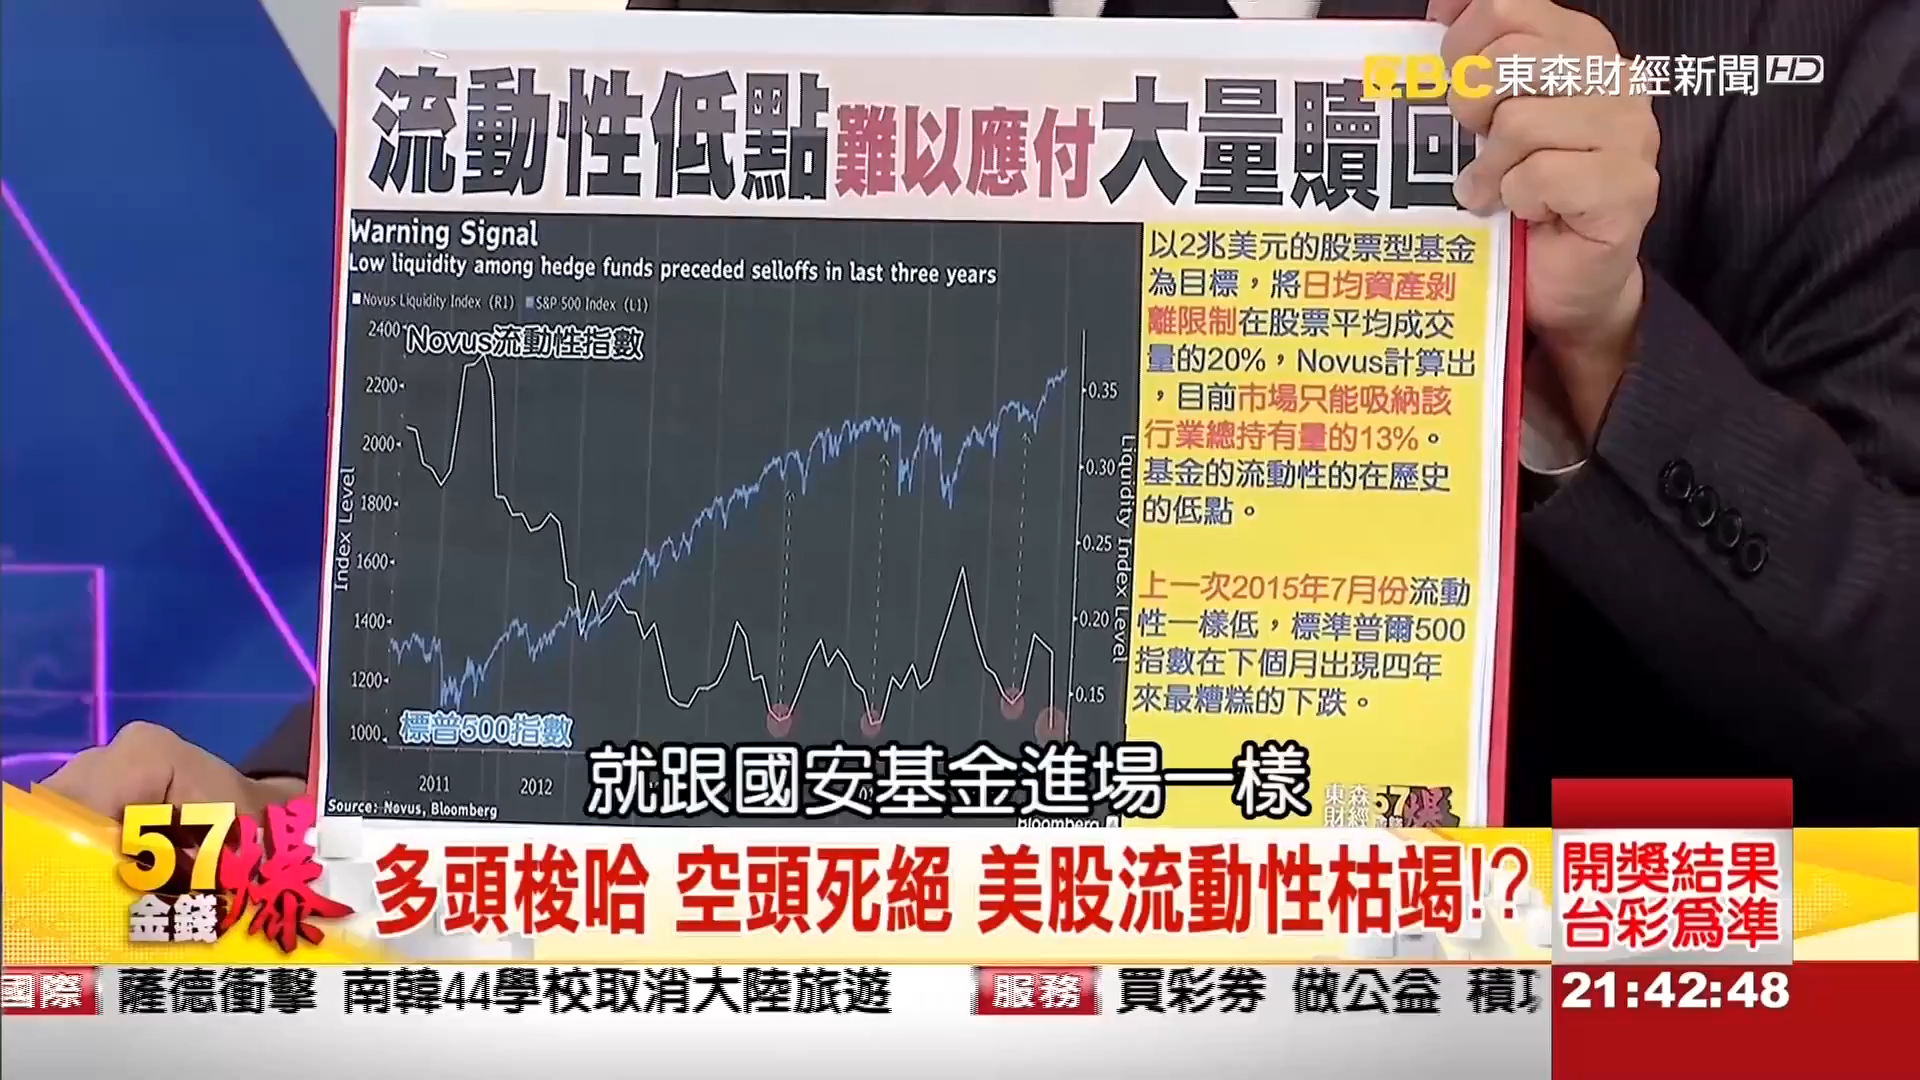 EBC東森財經新聞HD
流動性低點難以應付大量贖回
Warning Signal
Low liquidity among hedge funds preceded selloffs in last three years
Novus Liquidity Index (R1) S&P 500 Index (L1)
Novus流動性指數
2400
2200
2000
1800
1600
1400
1200
1000
Index Level
0.35
0.30
0.25
0.20
0.15
Liquidity Index Level
標普500指數
2011
2012
Source: Novus, Bloomberg
Bloomberg
以2兆美元的股票型基金
為目標，將日均資產剝
離限制在股票平均成交
量的20%，Novus計算出
，目前市場只能吸納該
行業總持有量的13%。
基金的流動性的在歷史
的低點。
上一次2015年7月份流動
性一樣低，標準普爾500
指數在下個月出現四年
來最糟糕的下跌。
東森
財經
57
爆
就跟國安基金進場一樣
57
金錢
爆
多頭梭哈 空頭死絕 美股流動性枯竭!?
開獎結果
台彩為準
國際 薩德衝擊 南韓44學校取消大陸旅遊 服務 買彩券 做公益 積
21:42:48